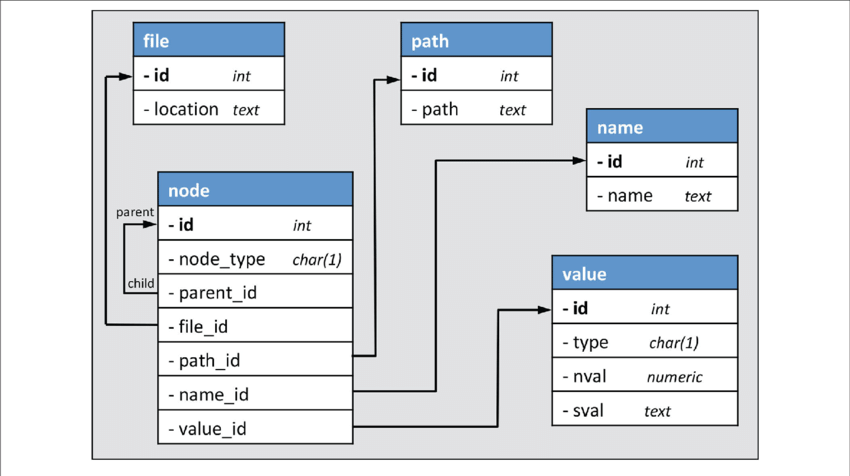 file
- id int
- location text
path
- id int
- path text
name
- id int
- name text
node
- id int
- node_type char(1)
- parent_id
- file_id
- path_id
- name_id
- value_id
parent
child
value
- id int
- type char(1)
- nval numeric
- sval text